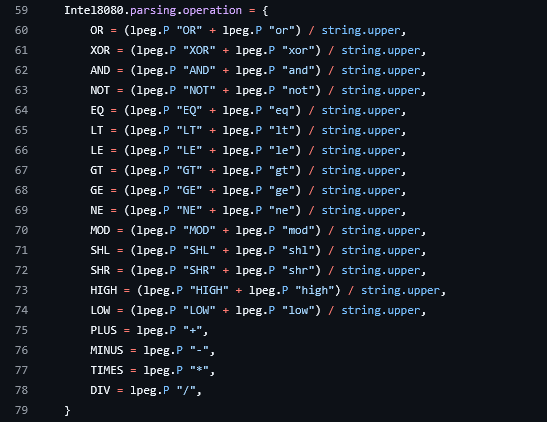 59 Intel8080.parsing.operation = {
60 OR = (lpeg.P "OR" + lpeg.P "or") / string.upper,
61 XOR = (lpeg.P "XOR" + lpeg.P "xor") / string.upper,
62 AND = (lpeg.P "AND" + lpeg.P "and") / string.upper,
63 NOT = (lpeg.P "NOT" + lpeg.P "not") / string.upper,
64 EQ = (lpeg.P "EQ" + lpeg.P "eq") / string.upper,
65 LT = (lpeg.P "LT" + lpeg.P "lt") / string.upper,
66 LE = (lpeg.P "LE" + lpeg.P "le") / string.upper,
67 GT = (lpeg.P "GT" + lpeg.P "gt") / string.upper,
68 GE = (lpeg.P "GE" + lpeg.P "ge") / string.upper,
69 NE = (lpeg.P "NE" + lpeg.P "ne") / string.upper,
70 MOD = (lpeg.P "MOD" + lpeg.P "mod") / string.upper,
71 SHL = (lpeg.P "SHL" + lpeg.P "shl") / string.upper,
72 SHR = (lpeg.P "SHR" + lpeg.P "shr") / string.upper,
73 HIGH = (lpeg.P "HIGH" + lpeg.P "high") / string.upper,
74 LOW = (lpeg.P "LOW" + lpeg.P "low") / string.upper,
75 PLUS = lpeg.P "+",
76 MINUS = lpeg.P "-",
77 TIMES = lpeg.P "*",
78 DIV = lpeg.P "/",
79 }